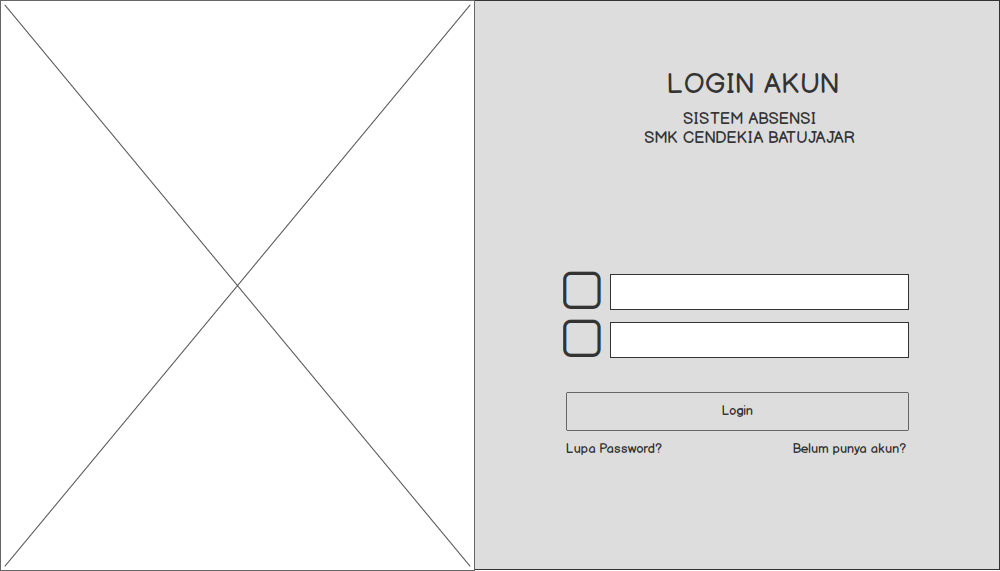 LOGIN AKUN
SISTEM ABSENSI
SMK CENDEKIA BATUJAJAR
Login
Lupa Password?
Belum punya akun?